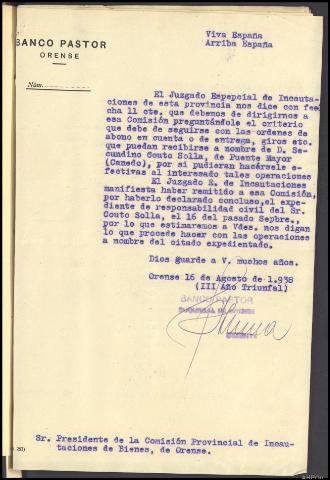 Viva España
Arriba España
BANCO PASTOR
ORENSE
Núm.
El Juzgado Espepcial de Incauta-
ciones de esta provincia nos dice con fee
cha 11 cte. que debemos de dirigirnos a
esa Comisión preguntándole el criterio
que debe de seguirse con las ordenes de
abono en cuenta o de entrega, giros etc.
que puedan recibirse a nombre de D. Se-
cundino Couto Solla, de Puente Mayor
(Canedo), por si pudieran hacérsele e-
fectivas al interesado tales operaciones
El Juzgado E. de Incautaciones
manifiesta haber remitido a esa Comisión,
por haberlo declarado concluso, el expe-
diente de responsabilidad civil del Sr.
Couto Solla, el 16 del pasado Sepbre.,
por lo que estimaremos a Vdes. nos digan
lo que procede hacer con las operaciones
a nombre del citado expedientado.
Dios guarde a V. muchos años.
Orense 16 de Agosto de 1.938
(III Año Triunfal)
BANCO PASTOR
SUCURSAL DE ORENSE
Sr. Presidente de la Comisión Provincial de Incau-
taciones de Bienes, de Orense.